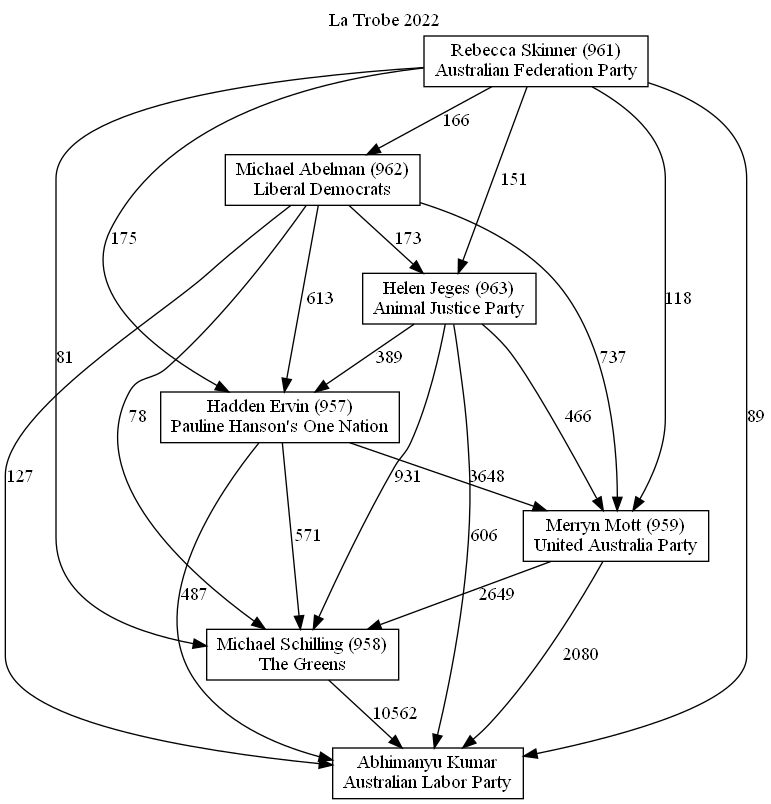 La Trobe 2022
Rebecca Skinner (961)
Australian Federation Party
166
Michael Abelman (962)
Liberal Democrats
151
175
173
Helen Jeges (963)
Animal Justice Party
613
118
81
389
737
Hadden Ervin (957)
Pauline Hanson's One Nation
78
466
89
127
931
3648
Merryn Mott (959)
United Australia Party
571
606
487
2649
Michael Schilling (958)
The Greens
2080
10562
Abhimanyu Kumar
Australian Labor Party